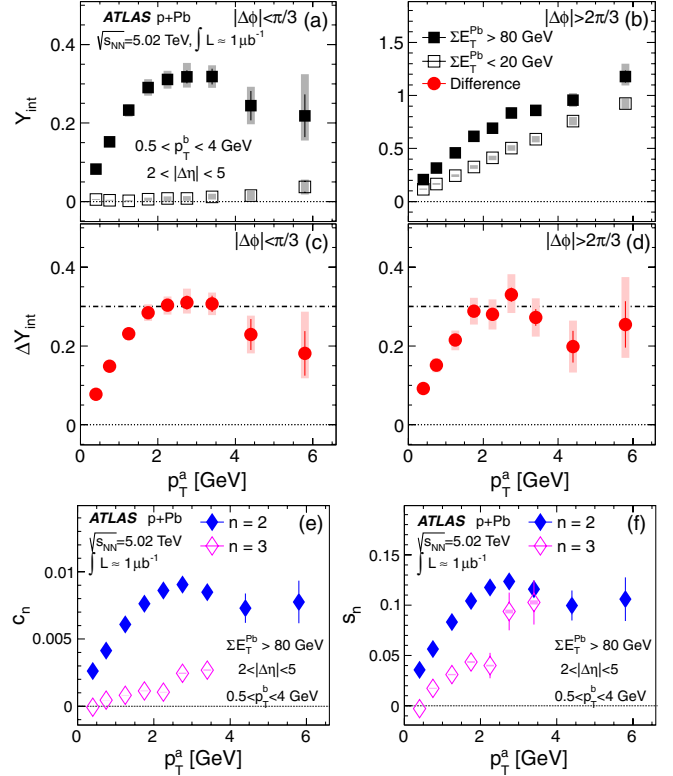 ATLAS p+Pb
√sNN=5.02 TeV, ∫ L ≈ 1μb-1
|Δϕ|<π/3 (a)
Yint
0.4
0.2
0
0.5 < pTb < 4 GeV
2 < |Δη| < 5
|Δϕ|>2π/3 (b)
ΣETPb > 80 GeV
ΣETPb < 20 GeV
Difference
1.5
1
0.5
0
|Δϕ|<π/3 (c)
ΔYint
0.4
0.2
0
0 2 4 6
pTa [GeV]
|Δϕ|>2π/3 (d)
0.4
0.2
0
0 2 4 6
pTa [GeV]
ATLAS p+Pb
√sNN=5.02 TeV
∫ L ≈ 1μb-1
n = 2
n = 3
(e)
cn
0.01
0.005
0
ΣETPb > 80 GeV
2<|Δη|<5
0.5<pTb<4 GeV
0 2 4 6
pTa [GeV]
ATLAS p+Pb
√sNN=5.02 TeV
∫ L ≈ 1μb-1
n = 2
n = 3
(f)
sn
0.15
0.10
0.05
0
ΣETPb > 80 GeV
2<|Δη|<5
0.5<pTb<4 GeV
0 2 4 6
pTa [GeV]